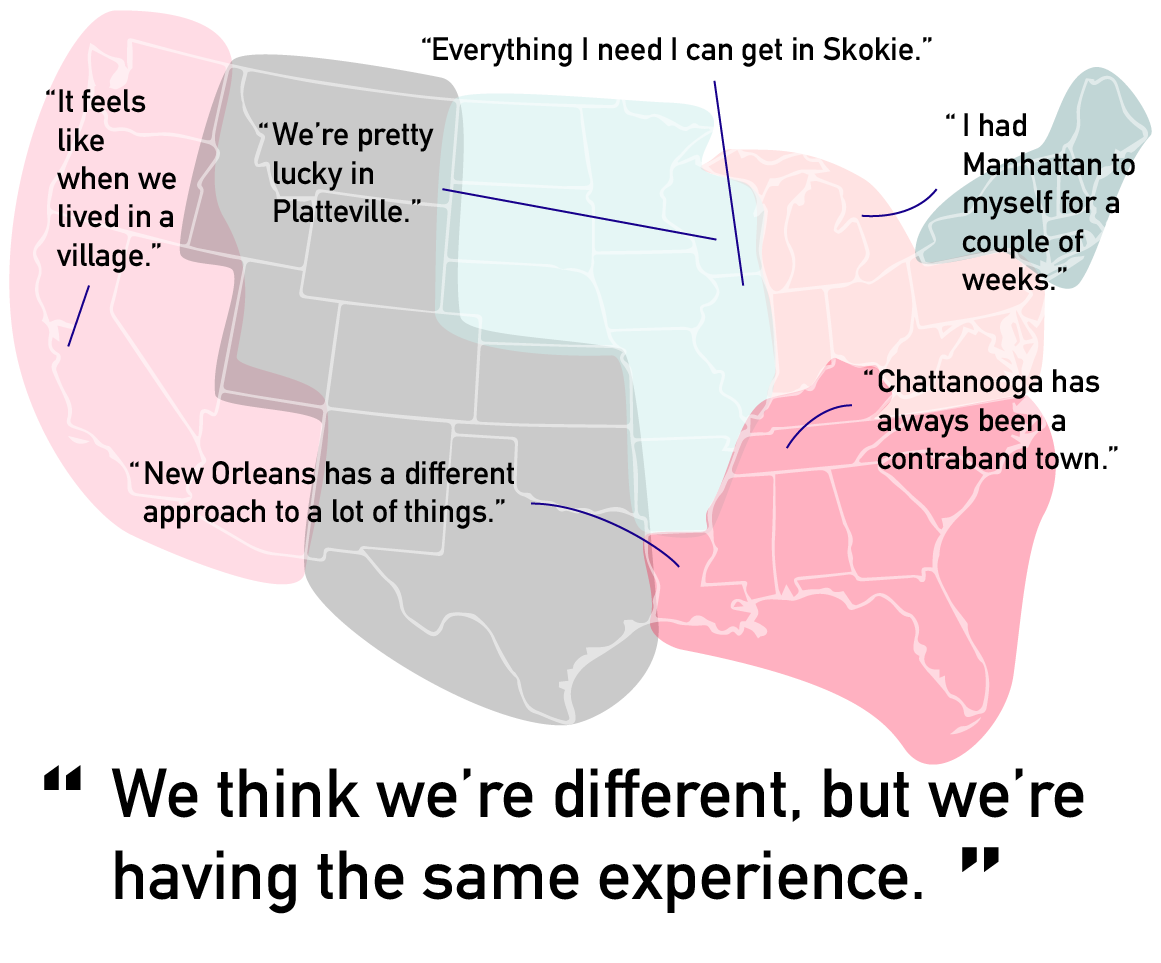 “Everything I need I can get in Skokie.”
“It feels
like
when we
lived in a
village.”
“We’re pretty
lucky in
Platteville.”
“ I had
Manhattan to
myself for a
couple of
weeks.”
“Chattanooga has
always been a
contraband town.”
“New Orleans has a different
approach to a lot of things.”
“ We think we’re different, but we’re
having the same experience. ”